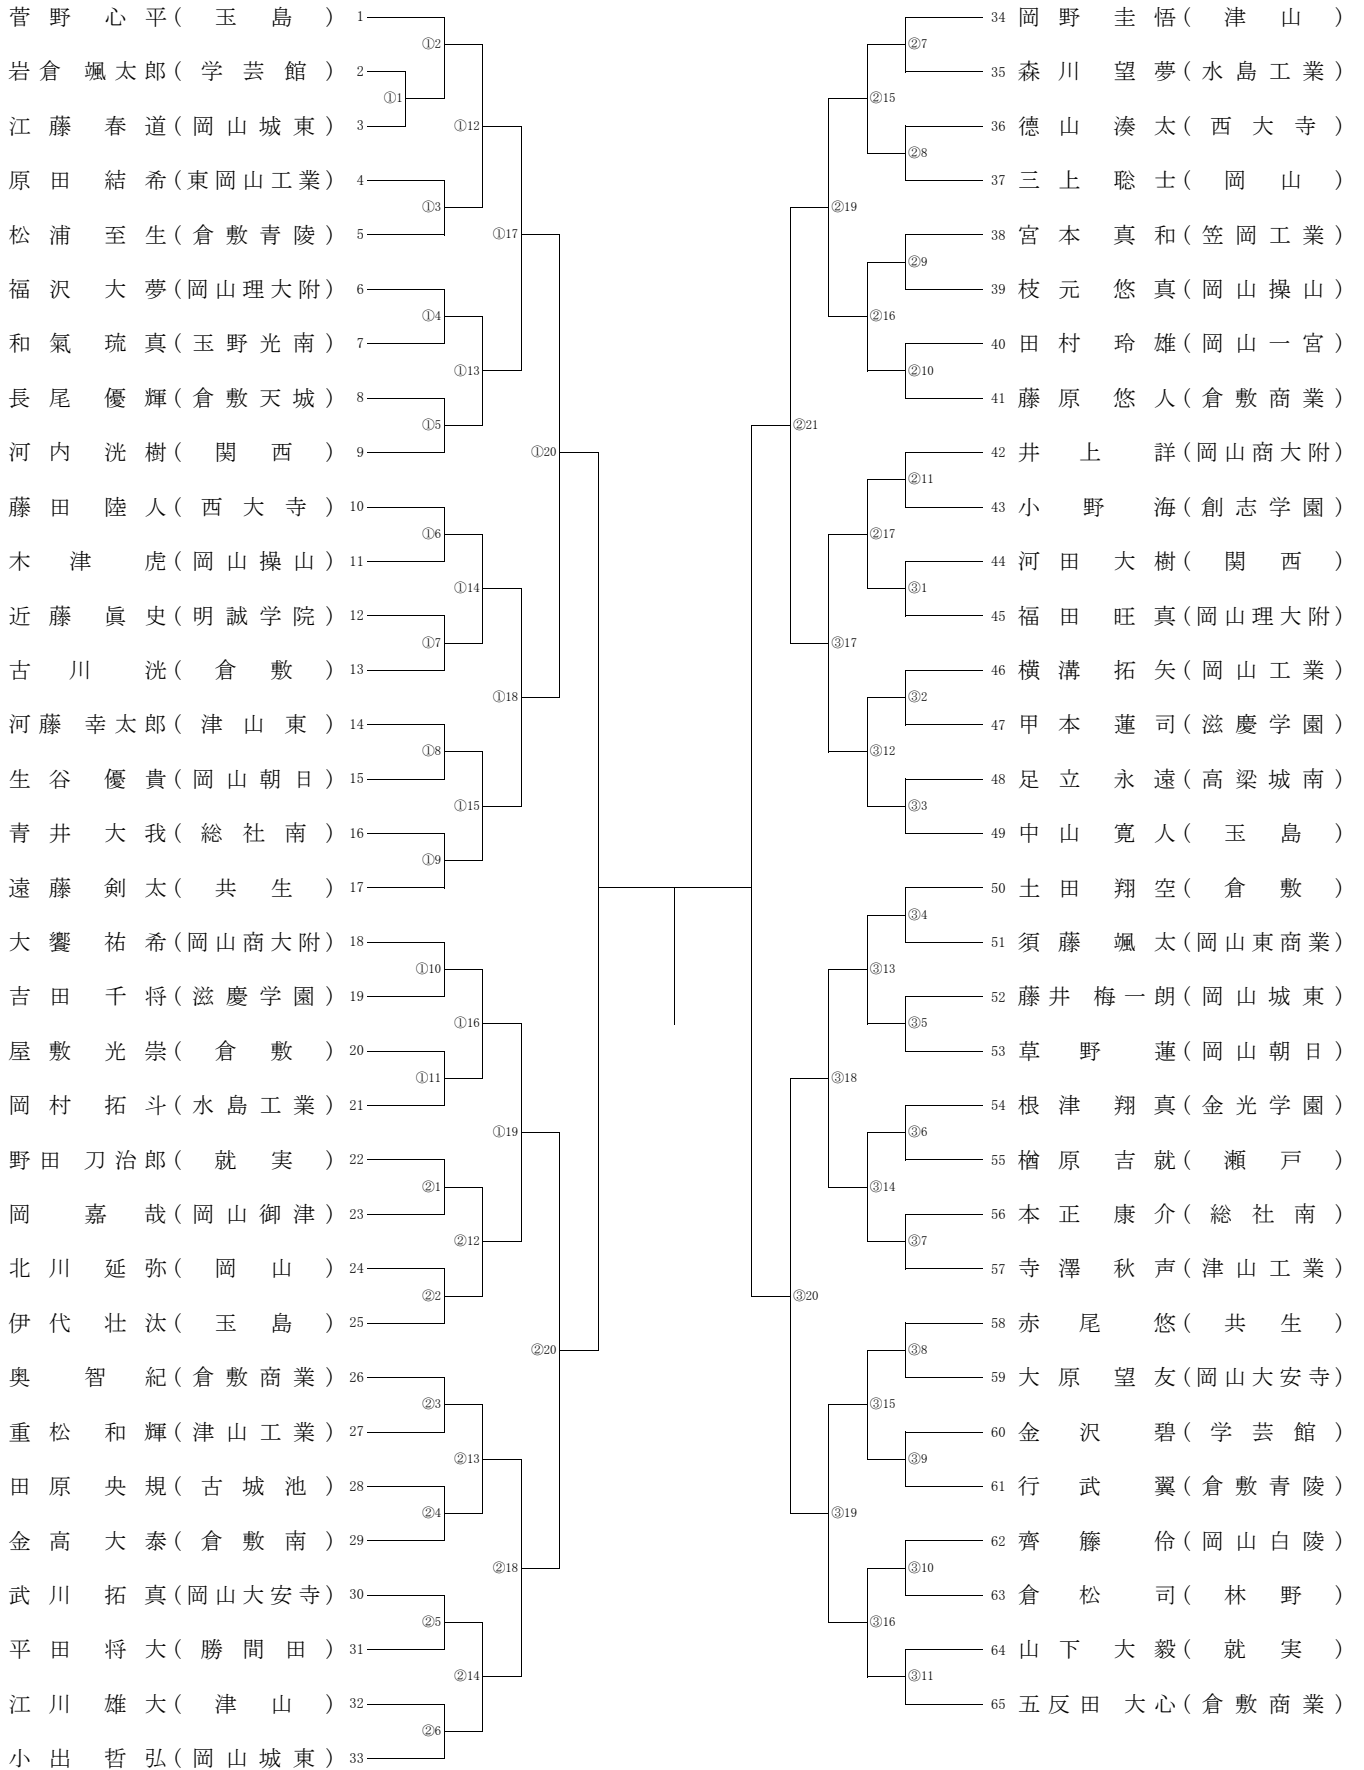 菅野 心平(玉島) 1
①2
岩倉 颯太郎(学芸館) 2
①1
江藤 春道(岡山城東) 3
①12
原田 結希(東岡山工業) 4
①3
松浦 至生(倉敷青陵) 5
①17
福沢 大夢(岡山理大附) 6
①4
和氣 琉真(玉野光南) 7
①13
長尾 優輝(倉敷天城) 8
①5
河内 洸樹(関西) 9
①20
藤田 陸人(西大寺) 10
①6
木津 虎(岡山操山) 11
①14
近藤 眞史(明誠学院) 12
①7
古川 洸(倉敷) 13
①18
河藤 幸太郎(津山東) 14
①8
生谷 優貴(岡山朝日) 15
①15
青井 大我(総社南) 16
①9
遠藤 剣太(共生) 17
大饗 祐希(岡山商大附) 18
①10
吉田 千将(滋慶学園) 19
①16
屋敷 光崇(倉敷) 20
①11
岡村 拓斗(水島工業) 21
①19
野田 刀治郎(就実) 22
②1
岡 嘉哉(岡山御津) 23
②12
北川 延弥(岡山) 24
②2
伊代 壮汰(玉島) 25
②20
奥 智紀(倉敷商業) 26
②3
重松 和輝(津山工業) 27
②13
田原 央規(古城池) 28
②4
金高 大泰(倉敷南) 29
②18
武川 拓真(岡山大安寺) 30
②5
平田 将大(勝間田) 31
②14
江川 雄大(津山) 32
②6
小出 哲弘(岡山城東) 33
34 岡野 圭悟(津山)
②7
35 森川 望夢(水島工業)
②15
36 德山 湊太(西大寺)
②8
37 三上 聡士(岡山)
②19
38 宮本 真和(笠岡工業)
②9
39 枝元 悠真(岡山操山)
②16
40 田村 玲雄(岡山一宮)
②10
41 藤原 悠人(倉敷商業)
②21
42 井上 詳(岡山商大附)
②11
43 小野 海(創志学園)
②17
44 河田 大樹(関西)
③1
45 福田 旺真(岡山理大附)
③17
46 横溝 拓矢(岡山工業)
③2
47 甲本 蓮司(滋慶学園)
③12
48 足立 永遠(高梁城南)
③3
49 中山 寛人(玉島)
50 土田 翔空(倉敷)
③4
51 須藤 颯太(岡山東商業)
③13
52 藤井 梅一朗(岡山城東)
③5
53 草野 蓮(岡山朝日)
③18
54 根津 翔真(金光学園)
③6
55 楢原 吉就(瀬戸)
③14
56 本正 康介(総社南)
③7
57 寺澤 秋声(津山工業)
③20
58 赤尾 悠(共生)
③8
59 大原 望友(岡山大安寺)
③15
60 金沢 碧(学芸館)
③9
61 行武 翼(倉敷青陵)
③19
62 齊籐 伶(岡山白陵)
③10
63 倉松 司(林野)
③16
64 山下 大毅(就実)
③11
65 五反田 大心(倉敷商業)